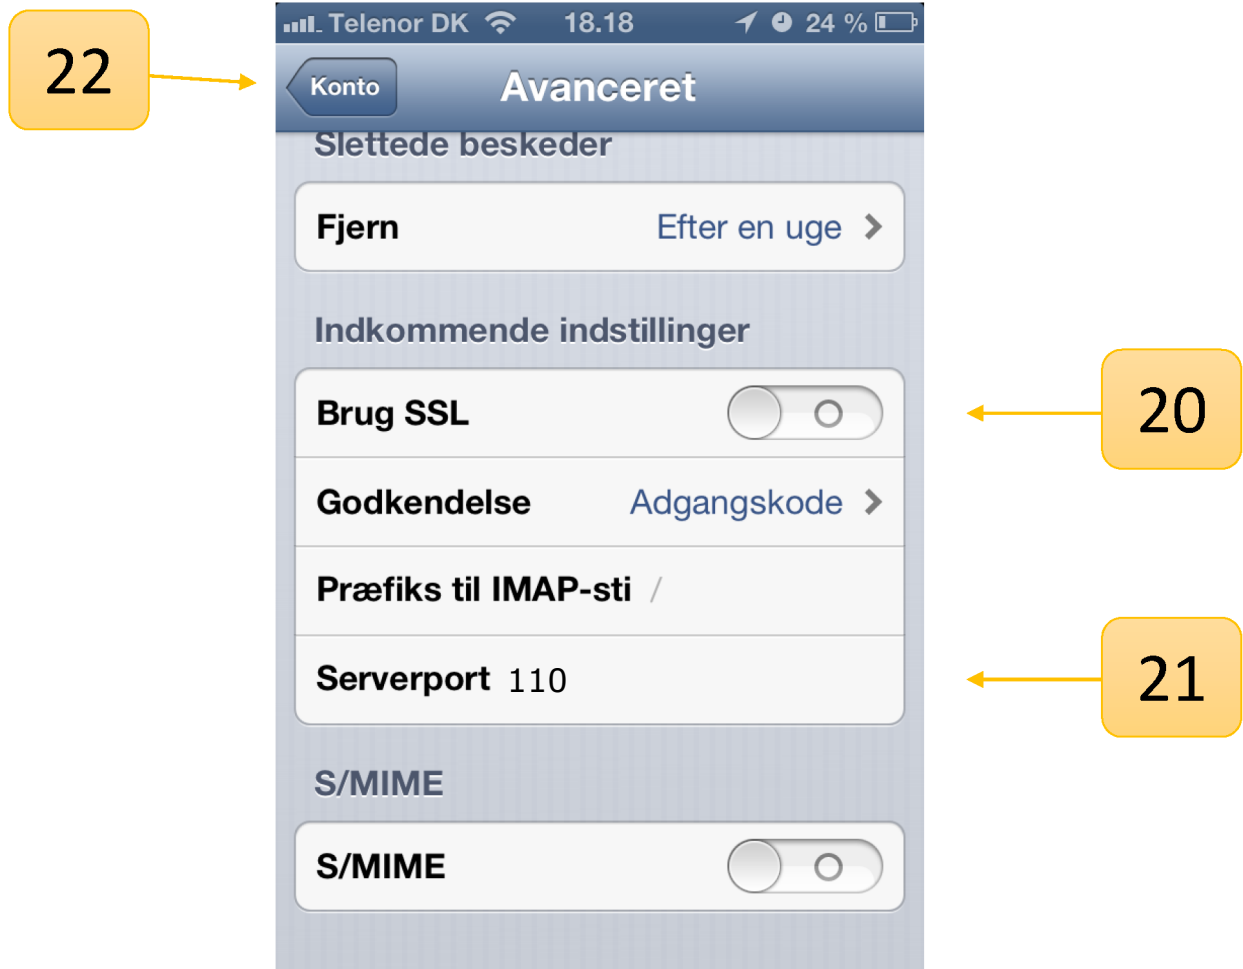 Telenor DK 18.18 24 %
22
Konto Avanceret
Slettede beskeder
Fjern Efter en uge
Indkommende indstillinger
Brug SSL
20
Godkendelse Adgangskode
Præfiks til IMAP-sti /
Serverport 110
21
S/MIME
S/MIME